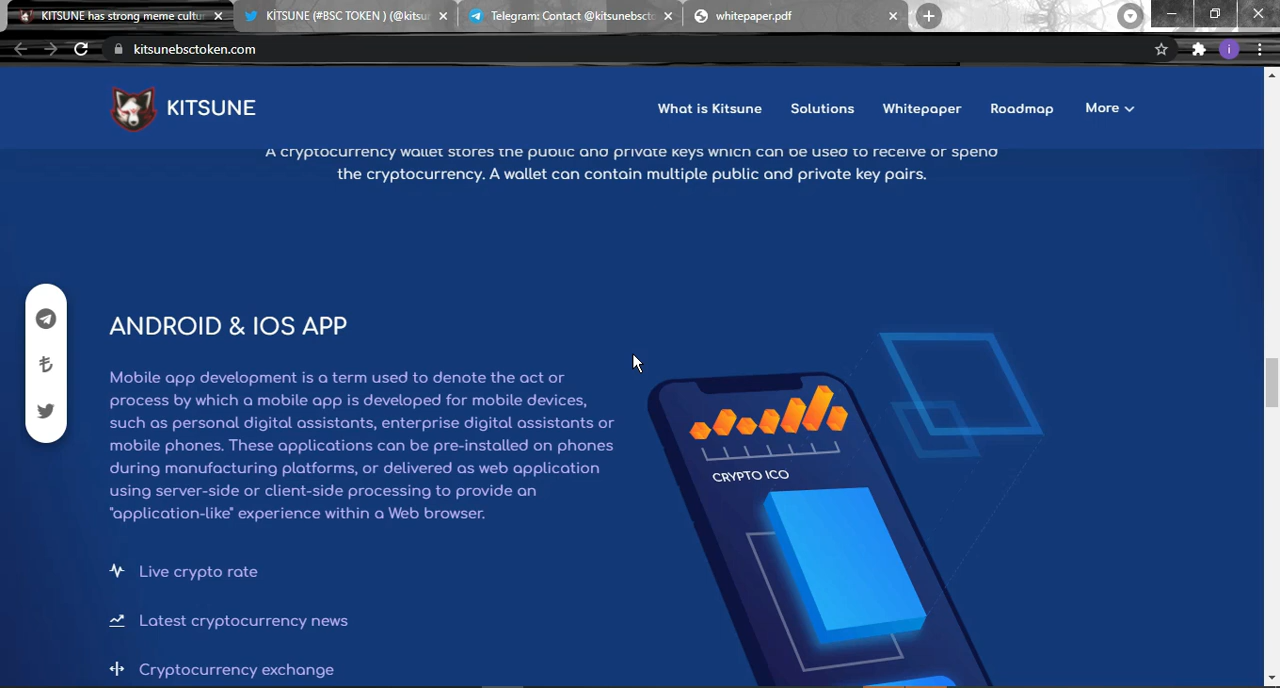 KITSUNE has strong meme cultu
KİTSUNE (#BSC TOKEN ) (@kitsu
Telegram: Contact @kitsunebsct
whitepaper.pdf
kitsunebsctoken.com
i
KITSUNE
What is Kitsune
Solutions
Whitepaper
Roadmap
More
A cryptocurrency wallet stores the public and private keys which can be used to receive or spend
the cryptocurrency. A wallet can contain multiple public and private key pairs.
ANDROID & IOS APP
Mobile app development is a term used to denote the act or
process by which a mobile app is developed for mobile devices,
such as personal digital assistants, enterprise digital assistants or
mobile phones. These applications can be pre-installed on phones
during manufacturing platforms, or delivered as web application
using server-side or client-side processing to provide an
"application-like" experience within a Web browser.
CRYPTO ICO
Live crypto rate
Latest cryptocurrency news
Cryptocurrency exchange